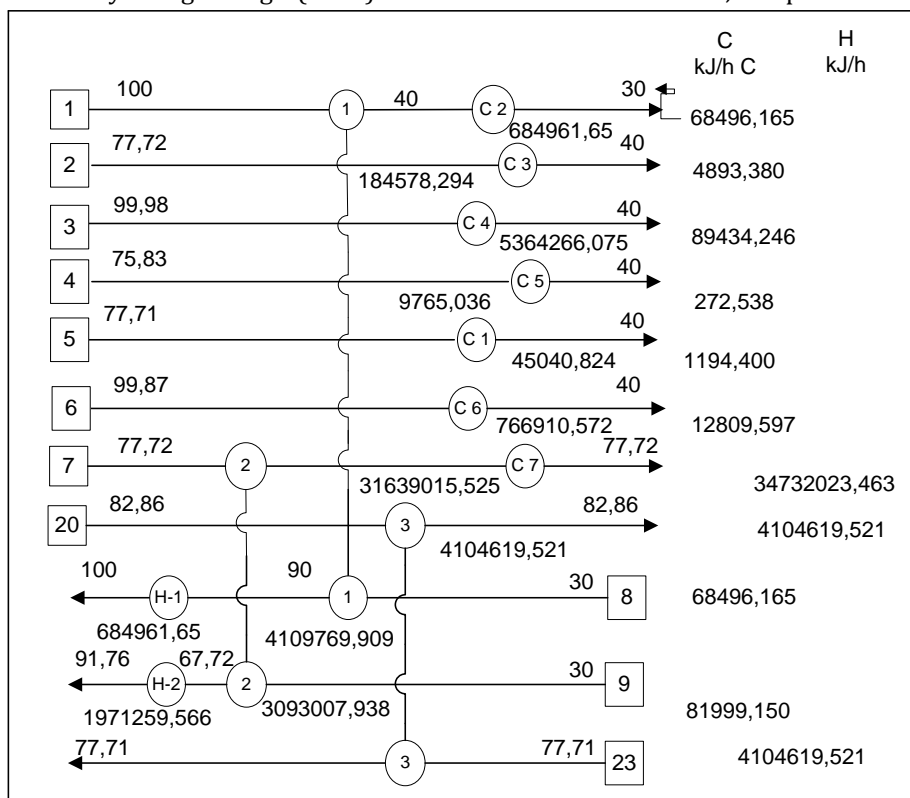 C H
kJ/h C kJ/h
1 100 1 40 C 2 30
684961,65 68496,165
2 77,72 C 3 40
184578,294 4893,380
3 99,98 C 4 40
5364266,075 89434,246
4 75,83 C 5 40
9765,036 272,538
5 77,71 C 1 40
45040,824 1194,400
6 99,87 C 6 40
766910,572 12809,597
7 77,72 2 C 7 77,72
31639015,525 34732023,463
20 82,86 3 82,86
4104619,521 4104619,521
100 H-1 90 1 30 8 68496,165
684961,65 4109769,909
91,76 H-2 67,72 2 30 9
1971259,566 3093007,938 81999,150
77,71 3 77,71 23 4104619,521